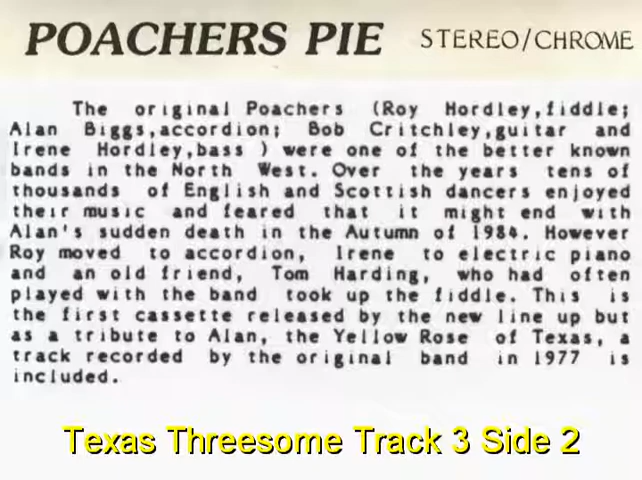 POACHERS PIE STEREO/CHROME
The original Poachers (Roy Hordley,fiddle;
Alan Biggs,accordion; Bob Critchley,guitar and
Irene Hordley,bass ) were one of the better known
bands in the North West. Over the years tens of
thousands of English and Scottish dancers enjoyed
their music and feared that it might end with
Alan's sudden death in the Autumn of 1984. However
Roy moved to accordion, Irene to electric piano
and an old friend, Tom Harding, who had often
played with the band took up the fiddle. This is
the first cassette released by the new line up but
as a tribute to Alan, the Yellow Rose of Texas, a
track recorded by the original band in 1977 is
included.
Texas Threesome Track 3 Side 2